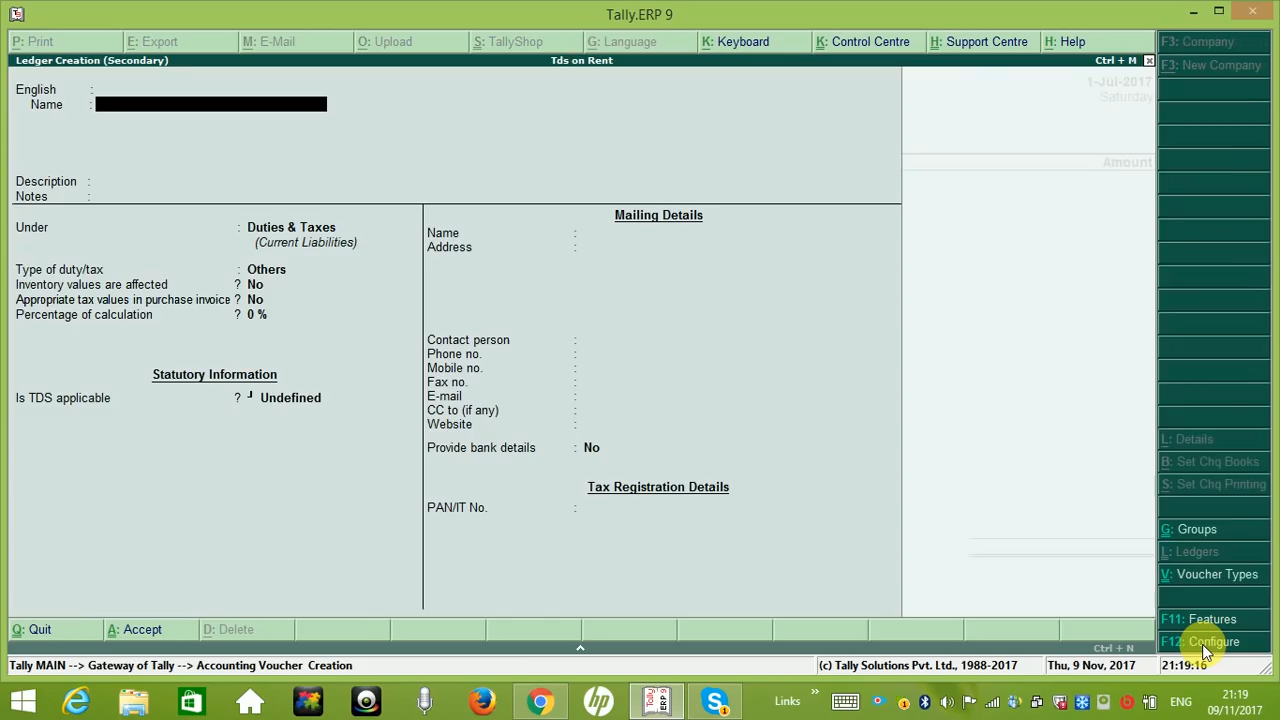 Tally.ERP 9
P: Print
E: Export
M: E-Mail
O: Upload
S: TallyShop
G: Language
K: Keyboard
K: Control Centre
H: Support Centre
H: Help
F3: Company
F3: New Company
Ledger Creation (Secondary)
Tds on Rent
Ctrl + M
English :
Name :
1-Jul-2017
Saturday
Amount
Description :
Notes :
Under : Duties & Taxes
(Current Liabilities)
Type of duty/tax : Others
Inventory values are affected ? No
Appropriate tax values in purchase invoice ? No
Percentage of calculation ? 0 %
Statutory Information
Is TDS applicable ? ┘ Undefined
Mailing Details
Name :
Address :
Contact person :
Phone no. :
Mobile no. :
Fax no. :
E-mail :
CC to (if any) :
Website :
Provide bank details : No
Tax Registration Details
PAN/IT No. :
L: Details
B: Set Chq Books
S: Set Chq Printing
G: Groups
L: Ledgers
V: Voucher Types
F11: Features
F12: Configure
Q: Quit
A: Accept
D: Delete
Ctrl + N
Tally MAIN --> Gateway of Tally --> Accounting Voucher Creation
(c) Tally Solutions Pvt. Ltd., 1988-2017
Thu, 9 Nov, 2017
21:19:16
Links
ENG
21:19
09/11/2017